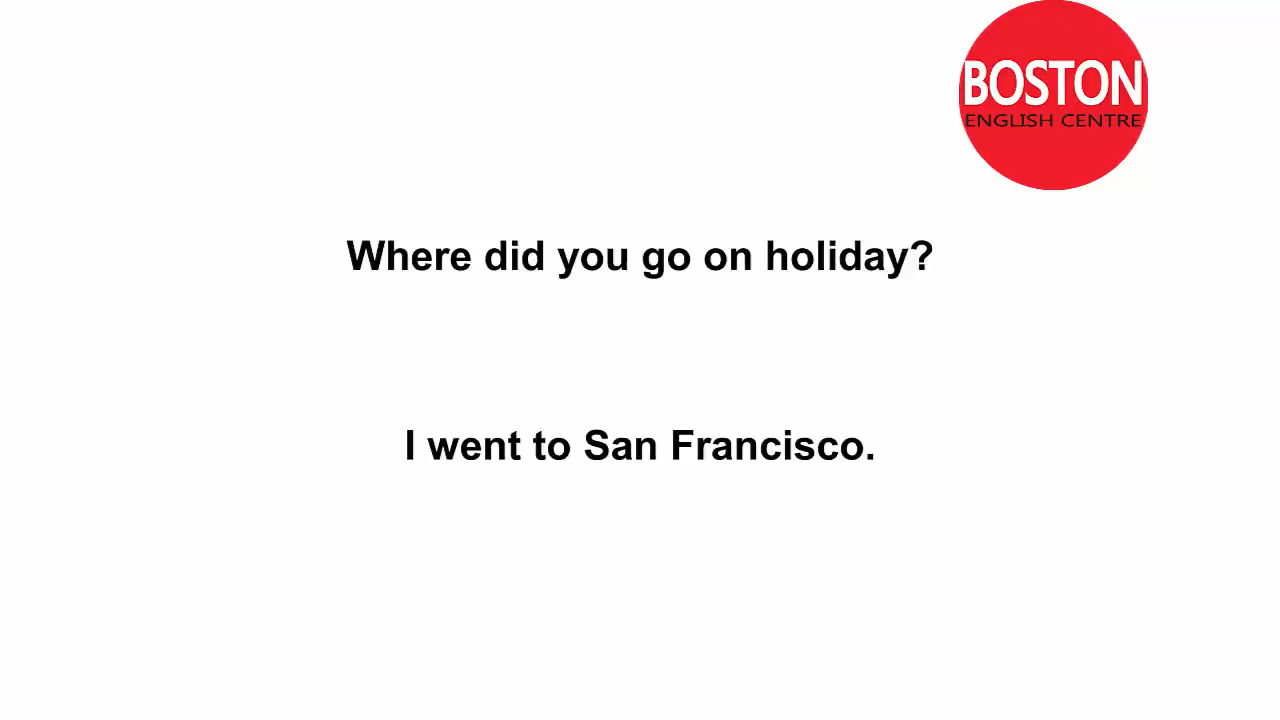 BOSTON
ENGLISH CENTRE
Where did you go on holiday?
I went to San Francisco.